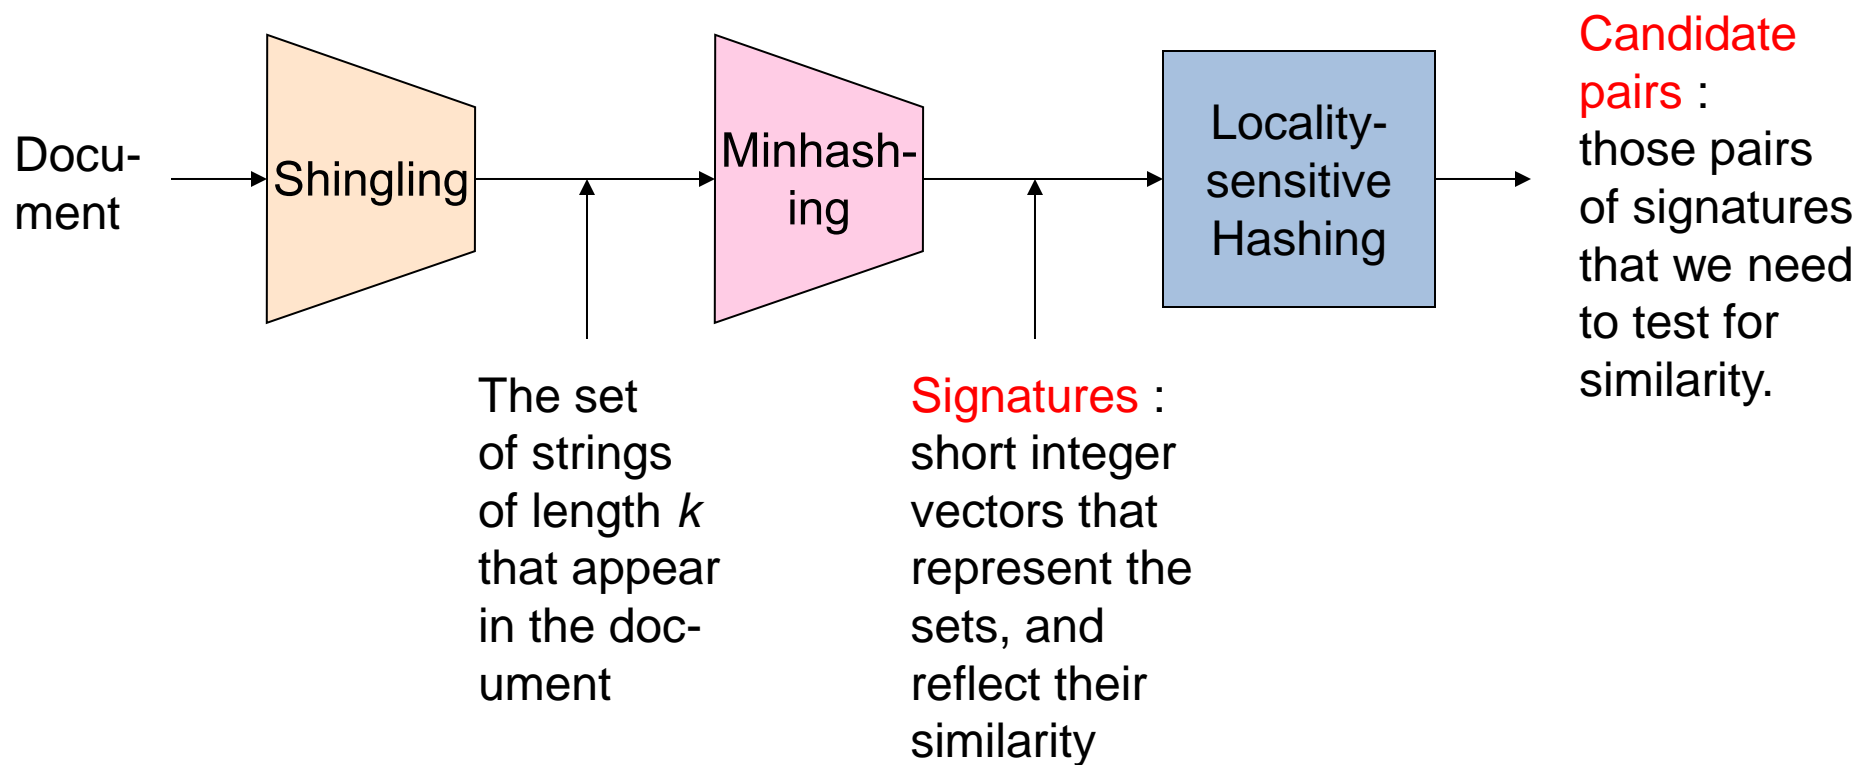 Docu-
ment
Shingling
The set
of strings
of length k
that appear
in the doc-
ument
Minhash-
ing
Signatures :
short integer
vectors that
represent the
sets, and
reflect their
similarity
Locality-
sensitive
Hashing
Candidate
pairs :
those pairs
of signatures
that we need
to test for
similarity.